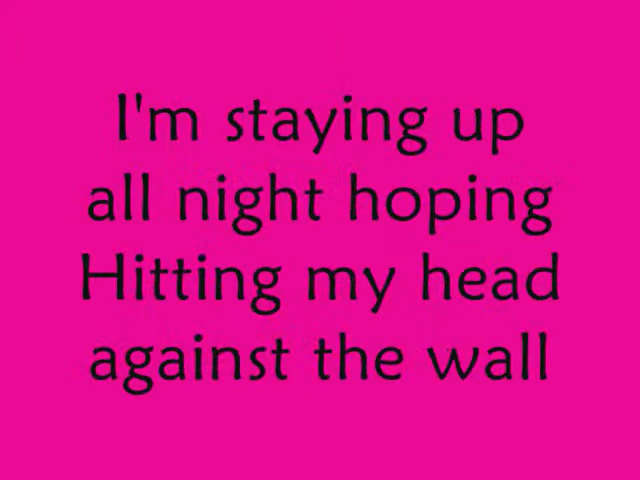 I'm staying up
all night hoping
Hitting my head
against the wall